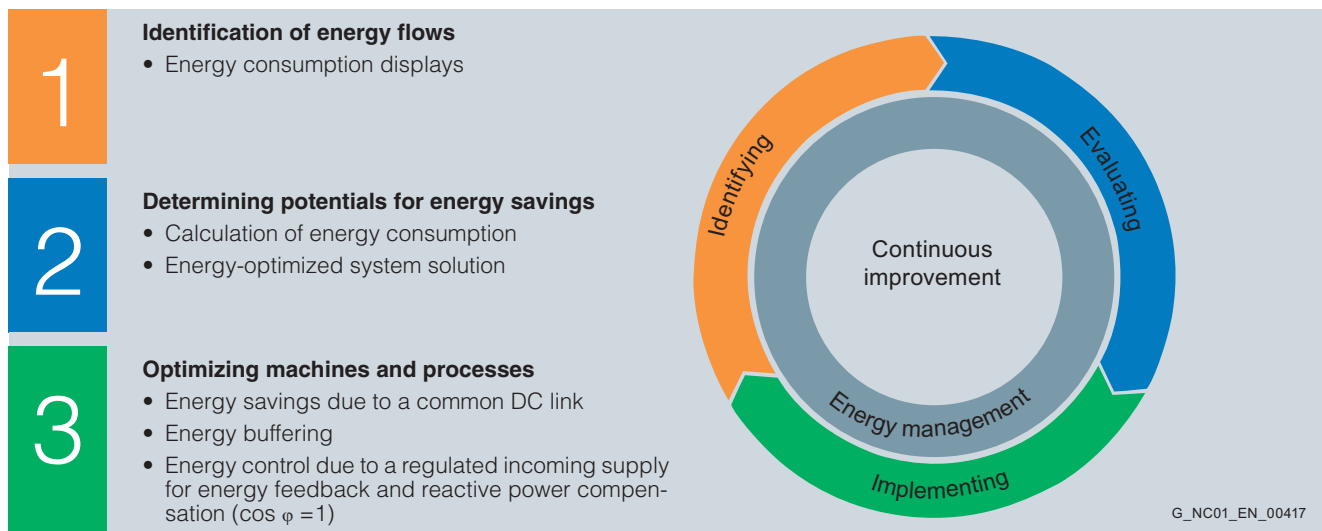 1
Identification of energy flows
• Energy consumption displays
2
Determining potentials for energy savings
• Calculation of energy consumption
• Energy-optimized system solution
3
Optimizing machines and processes
• Energy savings due to a common DC link
• Energy buffering
• Energy control due to a regulated incoming supply
for energy feedback and reactive power compen-
sation (cos φ =1)
Identifying
Evaluating
Implementing
Energy management
Continuous
improvement
G_NC01_EN_00417